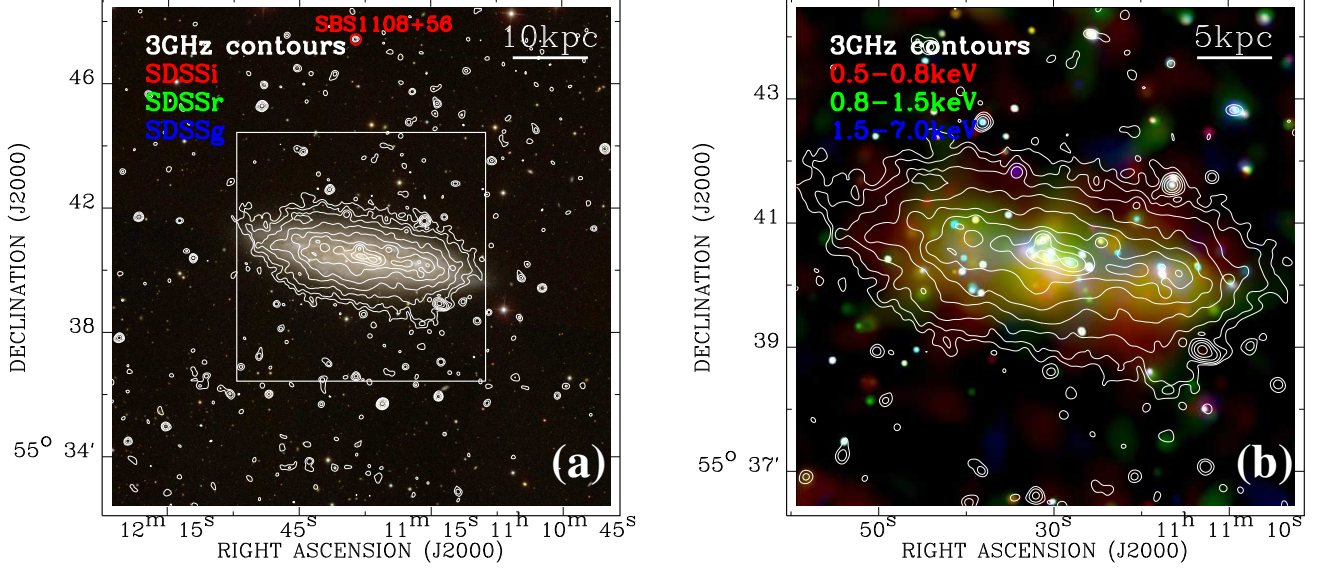 SBS1108+56
3GHz contours
10kpc
SDSSi
SDSSr
SDSSg
46
42
38
55° 34'
DECLINATION (J2000)
(a)
12m 15s 45s 11m 15s 11h 10m 45s
RIGHT ASCENSION (J2000)
3GHz contours
5kpc
0.5-0.8keV
0.8-1.5keV
1.5-7.0keV
43
41
39
55° 37'
DECLINATION (J2000)
(b)
50s 30s 11h 11m 10s
RIGHT ASCENSION (J2000)